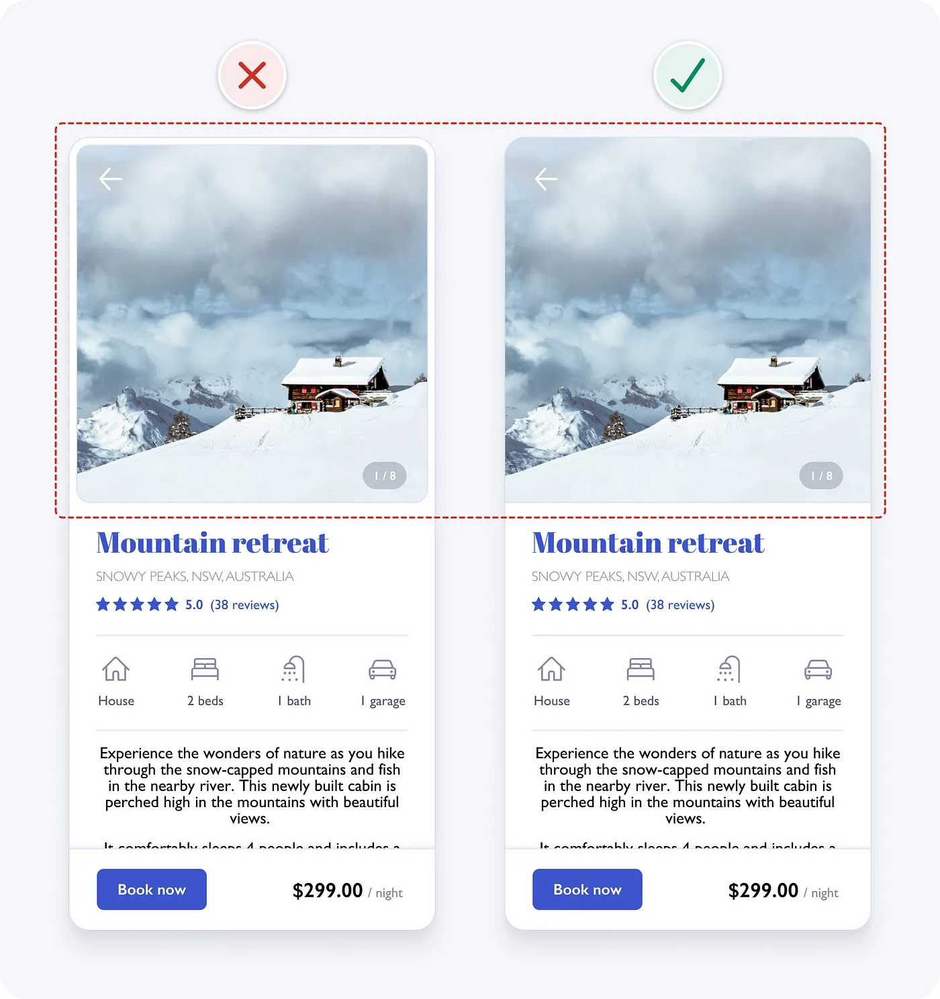 1 / 8
Mountain retreat
SNOWY PEAKS, NSW, AUSTRALIA
5.0 (38 reviews)
House
2 beds
1 bath
1 garage
Experience the wonders of nature as you hike
through the snow-capped mountains and fish
in the nearby river. This newly built cabin is
perched high in the mountains with beautiful
views.
It comfortably sleeps 4 people and includes a
Book now
$299.00 / night
1 / 8
Mountain retreat
SNOWY PEAKS, NSW, AUSTRALIA
5.0 (38 reviews)
House
2 beds
1 bath
1 garage
Experience the wonders of nature as you hike
through the snow-capped mountains and fish
in the nearby river. This newly built cabin is
perched high in the mountains with beautiful
views.
It comfortably sleeps 4 people and includes a
Book now
$299.00 / night